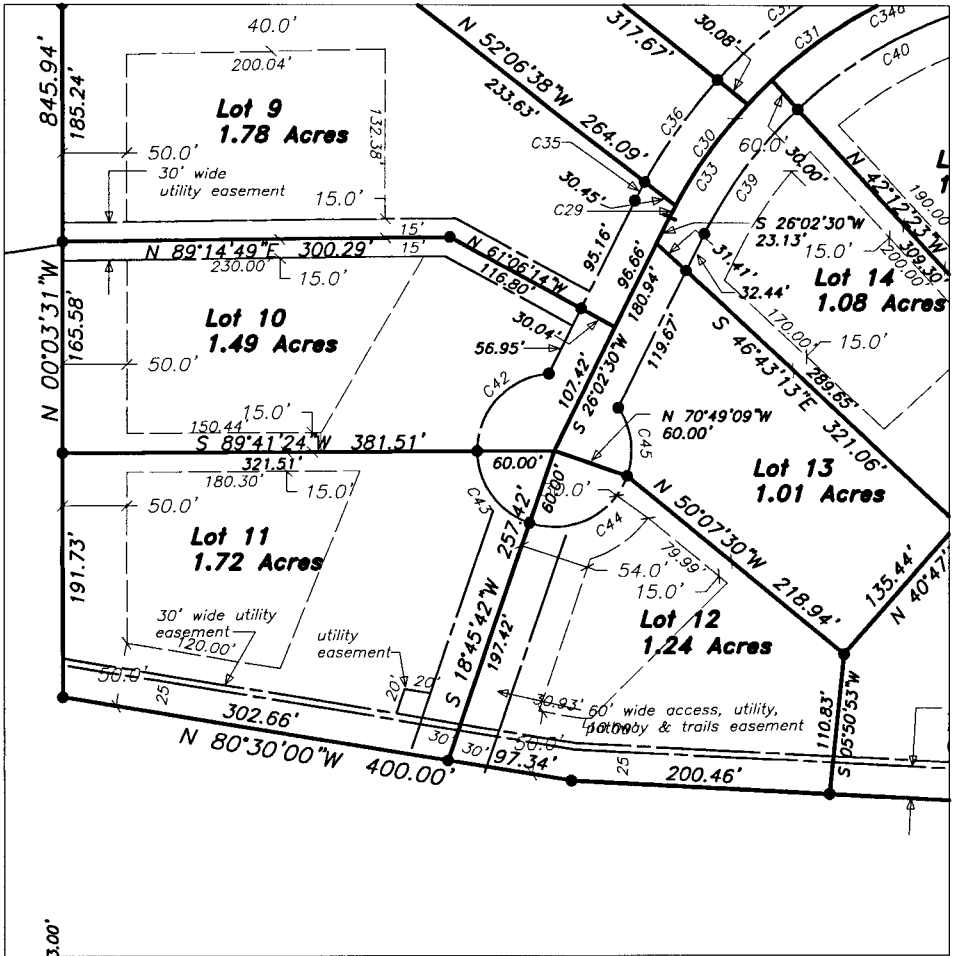 845.94'
185.24'
40.0'
200.04'
Lot 9
1.78 Acres
132.38'
50.0'
30' wide
utility easement
15.0'
15'
N 89°14'49"E 300.29'
15'
230.00'
15.0'
N 00°03'31"W
165.58'
Lot 10
1.49 Acres
50.0'
15.0'
150.44'
S 89°41'24"W 381.51'
321.51'
180.30'
15.0'
50.0'
Lot 11
1.72 Acres
191.73'
30' wide utility
easement
120.00'
utility
easement
50.0'
25
20' 20'
302.66'
N 80°30'00"W 400.00'
30' 30'
97.34'
50.0'
N 52°06'38"W 264.09'
233.63'
317.67'
30.08'
C31
C34a
C40
C36
C35
C30
C33
60.0'
C39
30.00'
30.45'
C29
N 61°06'14"W
116.80'
95.16'
96.66'
180.94'
30.04'
56.95'
S 26°02'30"W
23.13'
31.41'
32.44'
15.0'
N 42°12'23"W
309.30'
190.00'
200.00'
Lot 14
1.08 Acres
170.00'
15.0'
289.65'
S 46°43'13"E 321.06'
119.67'
107.42'
S 26°02'30"W
C42
N 70°49'09"W
60.00'
C45
60.00'
60.00'
C43
C44
Lot 13
1.01 Acres
N 50°07'30"W 218.94'
135.44'
N 40°47'
79.99'
54.0'
15.0'
S 18°45'42"W 257.42'
197.42'
Lot 12
1.24 Acres
60' wide access, utility,
pathway & trails easement
25
200.46'
110.83'
S 05°50'53"W
3.00'